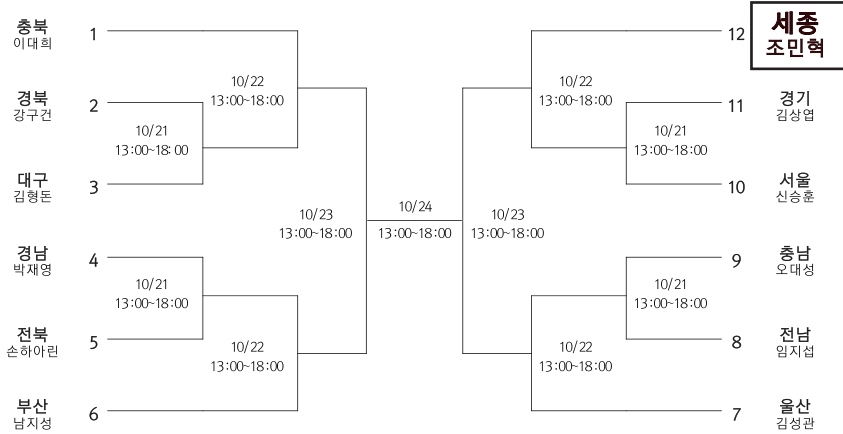 충북
이대희
1
경북
강구건
2
대구
김형돈
3
경남
박재영
4
전북
손하아린
5
부산
남지성
6
10/21
13:00~18:00
10/21
13:00~18:00
10/22
13:00~18:00
10/22
13:00~18:00
10/23
13:00~18:00
10/24
13:00~18:00
10/23
13:00~18:00
10/22
13:00~18:00
10/22
13:00~18:00
10/21
13:00~18:00
10/21
13:00~18:00
12
세종
조민혁
11
경기
김상엽
10
서울
신승훈
9
충남
오대성
8
전남
임지섭
7
울산
김성관